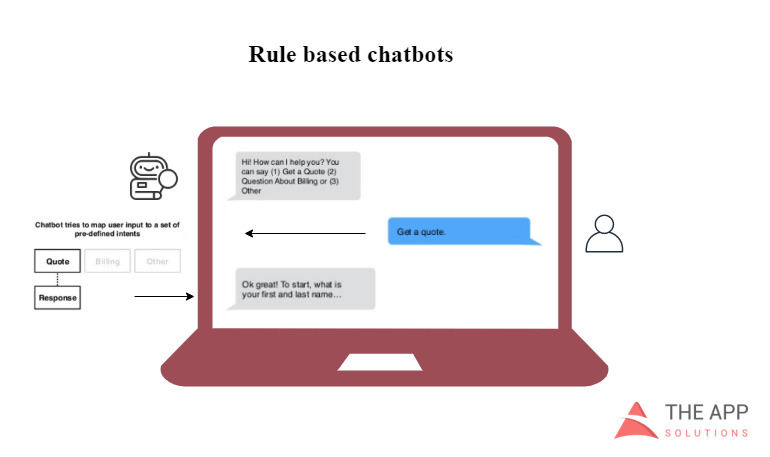 Rule based chatbots
Hi! How can I help you? You
can say (1) Get a Quote (2)
Question About Billing or (3)
Other
Chatbot tries to map user input to a set of
pre-defined intents
Get a quote.
Quote
Billing
Other
Response
Ok great! To start, what is
your first and last name...
THE APP
SOLUTIONS